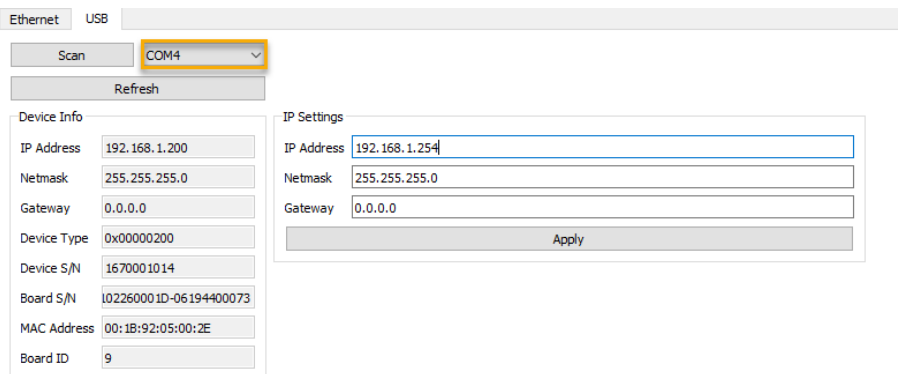 Ethernet USB
Scan COM4
Refresh
Device Info
IP Address 192.168.1.200
Netmask 255.255.255.0
Gateway 0.0.0.0
Device Type 0x00000200
Device S/N 1670001014
Board S/N 102260001D-06194400073
MAC Address 00:1B:92:05:00:2E
Board ID 9
IP Settings
IP Address 192.168.1.254
Netmask 255.255.255.0
Gateway 0.0.0.0
Apply